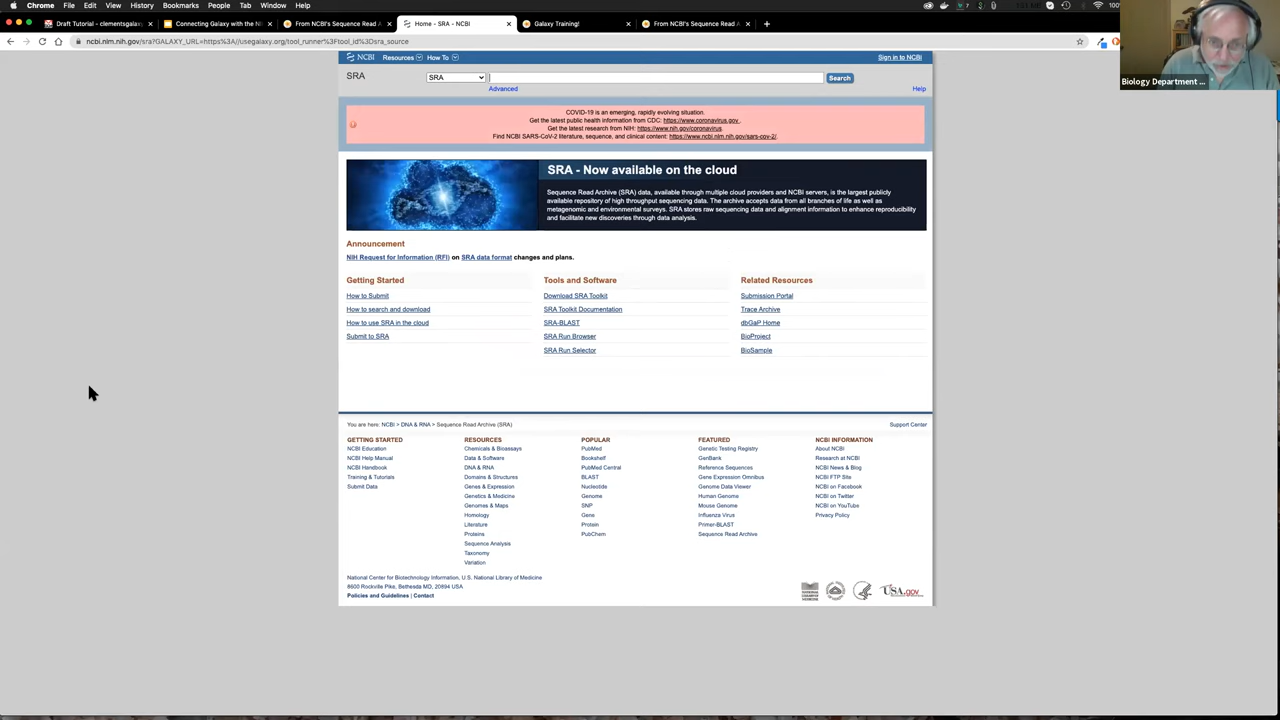 Chrome File Edit View History Bookmarks People Tab Window Help
Draft Tutorial - clementsgalaxy Connecting Galaxy with the NI From NCBI's Sequence Read A Home - SRA - NCBI Galaxy Training! From NCBI's Sequence Read A
ncbi.nlm.nih.gov/sra?GALAXY_URL=https%3A//usegalaxy.org/tool_runner%3Ftool_id%3Dsra_source
Biology Department ...
NCBI Resources How To Sign in to NCBI
SRA SRA Search
Advanced Help
COVID-19 is an emerging, rapidly evolving situation.
Get the latest public health information from CDC: https://www.coronavirus.gov .
Get the latest research from NIH: https://www.nih.gov/coronavirus.
Find NCBI SARS-CoV-2 literature, sequence, and clinical content: https://www.ncbi.nlm.nih.gov/sars-cov-2/.
SRA - Now available on the cloud
Sequence Read Archive (SRA) data, available through multiple cloud providers and NCBI servers, is the largest publicly
available repository of high throughput sequencing data. The archive accepts data from all branches of life as well as
metagenomic and environmental surveys. SRA stores raw sequencing data and alignment information to enhance reproducibility
and facilitate new discoveries through data analysis.
Announcement
NIH Request for Information (RFI) on SRA data format changes and plans.
Getting Started Tools and Software Related Resources
How to Submit Download SRA Toolkit Submission Portal
How to search and download SRA Toolkit Documentation Trace Archive
How to use SRA in the cloud SRA-BLAST dbGaP Home
Submit to SRA SRA Run Browser BioProject
SRA Run Selector BioSample
You are here: NCBI > DNA & RNA > Sequence Read Archive (SRA) Support Center
GETTING STARTED RESOURCES POPULAR FEATURED NCBI INFORMATION
NCBI Education Chemicals & Bioassays PubMed Genetic Testing Registry About NCBI
NCBI Help Manual Data & Software Bookshelf GenBank Research at NCBI
NCBI Handbook DNA & RNA PubMed Central Reference Sequences NCBI News & Blog
Training & Tutorials Domains & Structures BLAST Gene Expression Omnibus NCBI FTP Site
Submit Data Genes & Expression Nucleotide Genome Data Viewer NCBI on Facebook
Genetics & Medicine Genome Human Genome NCBI on Twitter
Genomes & Maps SNP Mouse Genome NCBI on YouTube
Homology Gene Influenza Virus Privacy Policy
Literature Protein Primer-BLAST
Proteins PubChem Sequence Read Archive
Sequence Analysis
Taxonomy
Variation
National Center for Biotechnology Information, U.S. National Library of Medicine
8600 Rockville Pike, Bethesda MD, 20894 USA
Policies and Guidelines | Contact
USA.gov